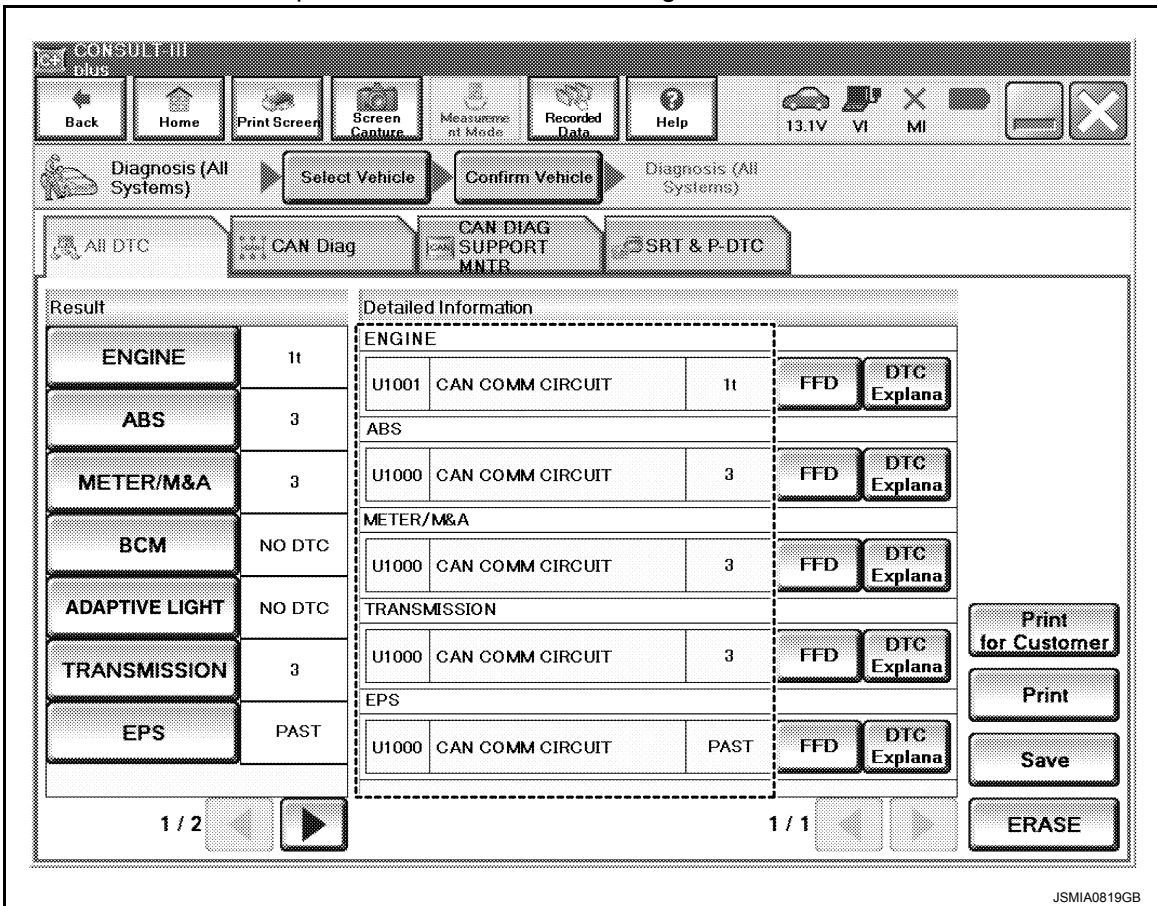 CONSULT-III
plus
Back
Home
Print Screen
Screen
Capture
Measureme
nt Mode
Recorded
Data
Help
13.1V VI MI
Diagnosis (All
Systems)
Select Vehicle
Confirm Vehicle
Diagnosis (All
Systems)
All DTC
CAN Diag
CAN DIAG
SUPPORT
MNTR
SRT & P-DTC
Result
Detailed Information
ENGINE 1t
ABS 3
METER/M&A 3
BCM NO DTC
ADAPTIVE LIGHT NO DTC
TRANSMISSION 3
EPS PAST
1 / 2
ENGINE
U1001 CAN COMM CIRCUIT 1t FFD DTC
Explana
ABS
U1000 CAN COMM CIRCUIT 3 FFD DTC
Explana
METER/M&A
U1000 CAN COMM CIRCUIT 3 FFD DTC
Explana
TRANSMISSION
U1000 CAN COMM CIRCUIT 3 FFD DTC
Explana
EPS
U1000 CAN COMM CIRCUIT PAST FFD DTC
Explana
1 / 1
Print
for Customer
Print
Save
ERASE
JSMIA0819GB